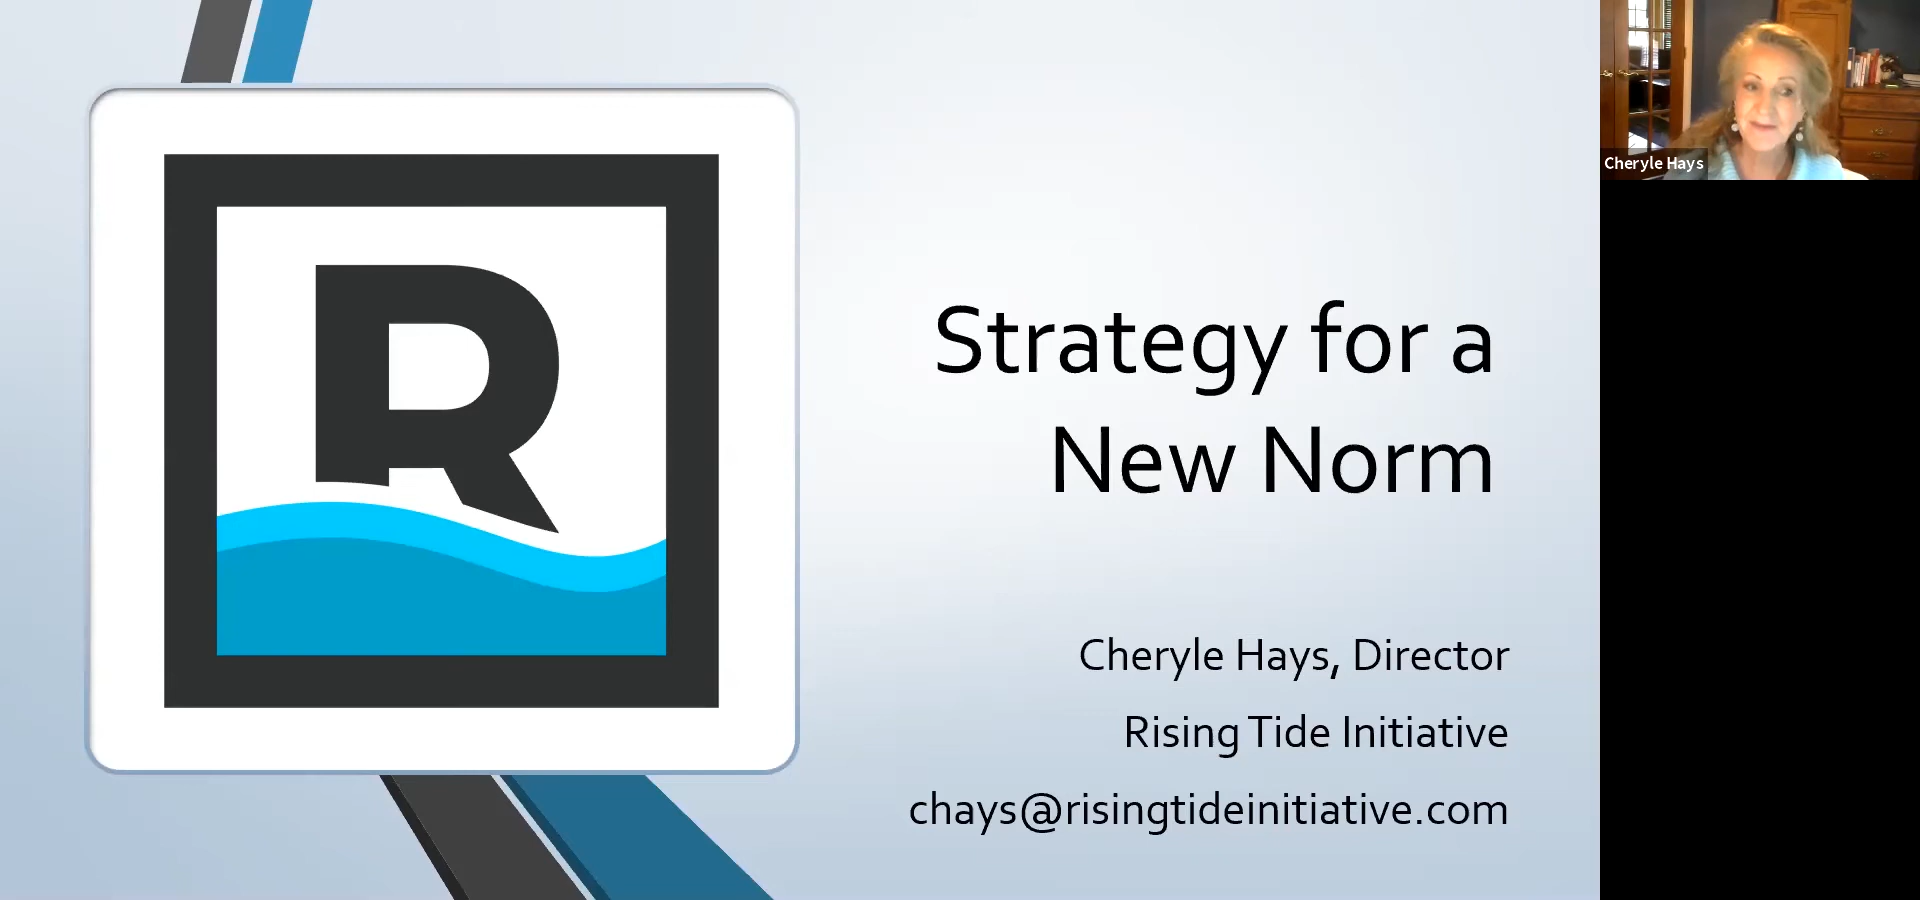 R
Strategy for a
New Norm
Cheryle Hays, Director
Rising Tide Initiative
chays@risingtideinitiative.com
Cheryle Hays